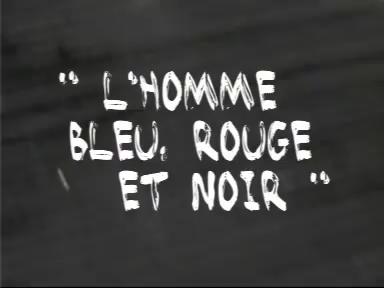 " L'HOMME
BLEU, ROUGE
ET NOIR "